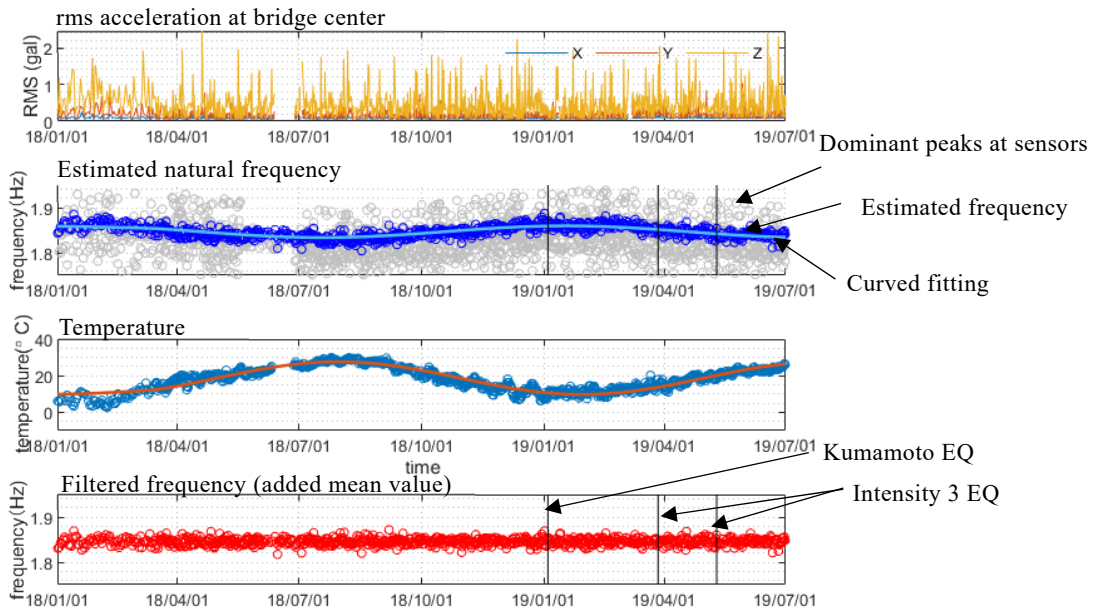 rms acceleration at bridge center
RMS (gal)
2
1
0
X Y Z
18/01/01 18/04/01 18/07/01 18/10/01 19/01/01 19/04/01 19/07/01
Dominant peaks at sensors
Estimated natural frequency
frequency(Hz)
1.9
1.8
Estimated frequency
Curved fitting
18/01/01 18/04/01 18/07/01 18/10/01 19/01/01 19/04/01 19/07/01
Temperature
temperature(° C)
40
20
0
18/01/01 18/04/01 18/07/01 18/10/01 19/01/01 19/04/01 19/07/01
time
Kumamoto EQ
Filtered frequency (added mean value)
Intensity 3 EQ
frequency(Hz)
1.9
1.8
18/01/01 18/04/01 18/07/01 18/10/01 19/01/01 19/04/01 19/07/01